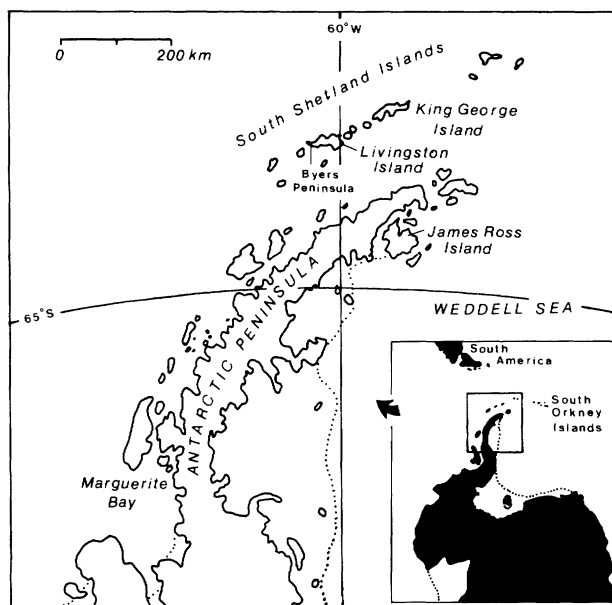 60°W
0 200 km
South Shetland Islands
King George
Island
Livingston
Island
Byers
Peninsula
James Ross
Island
ANTARCTIC PENINSULA
65°S
WEDDELL SEA
South
America
South
Orkney
Islands
Marguerite
Bay